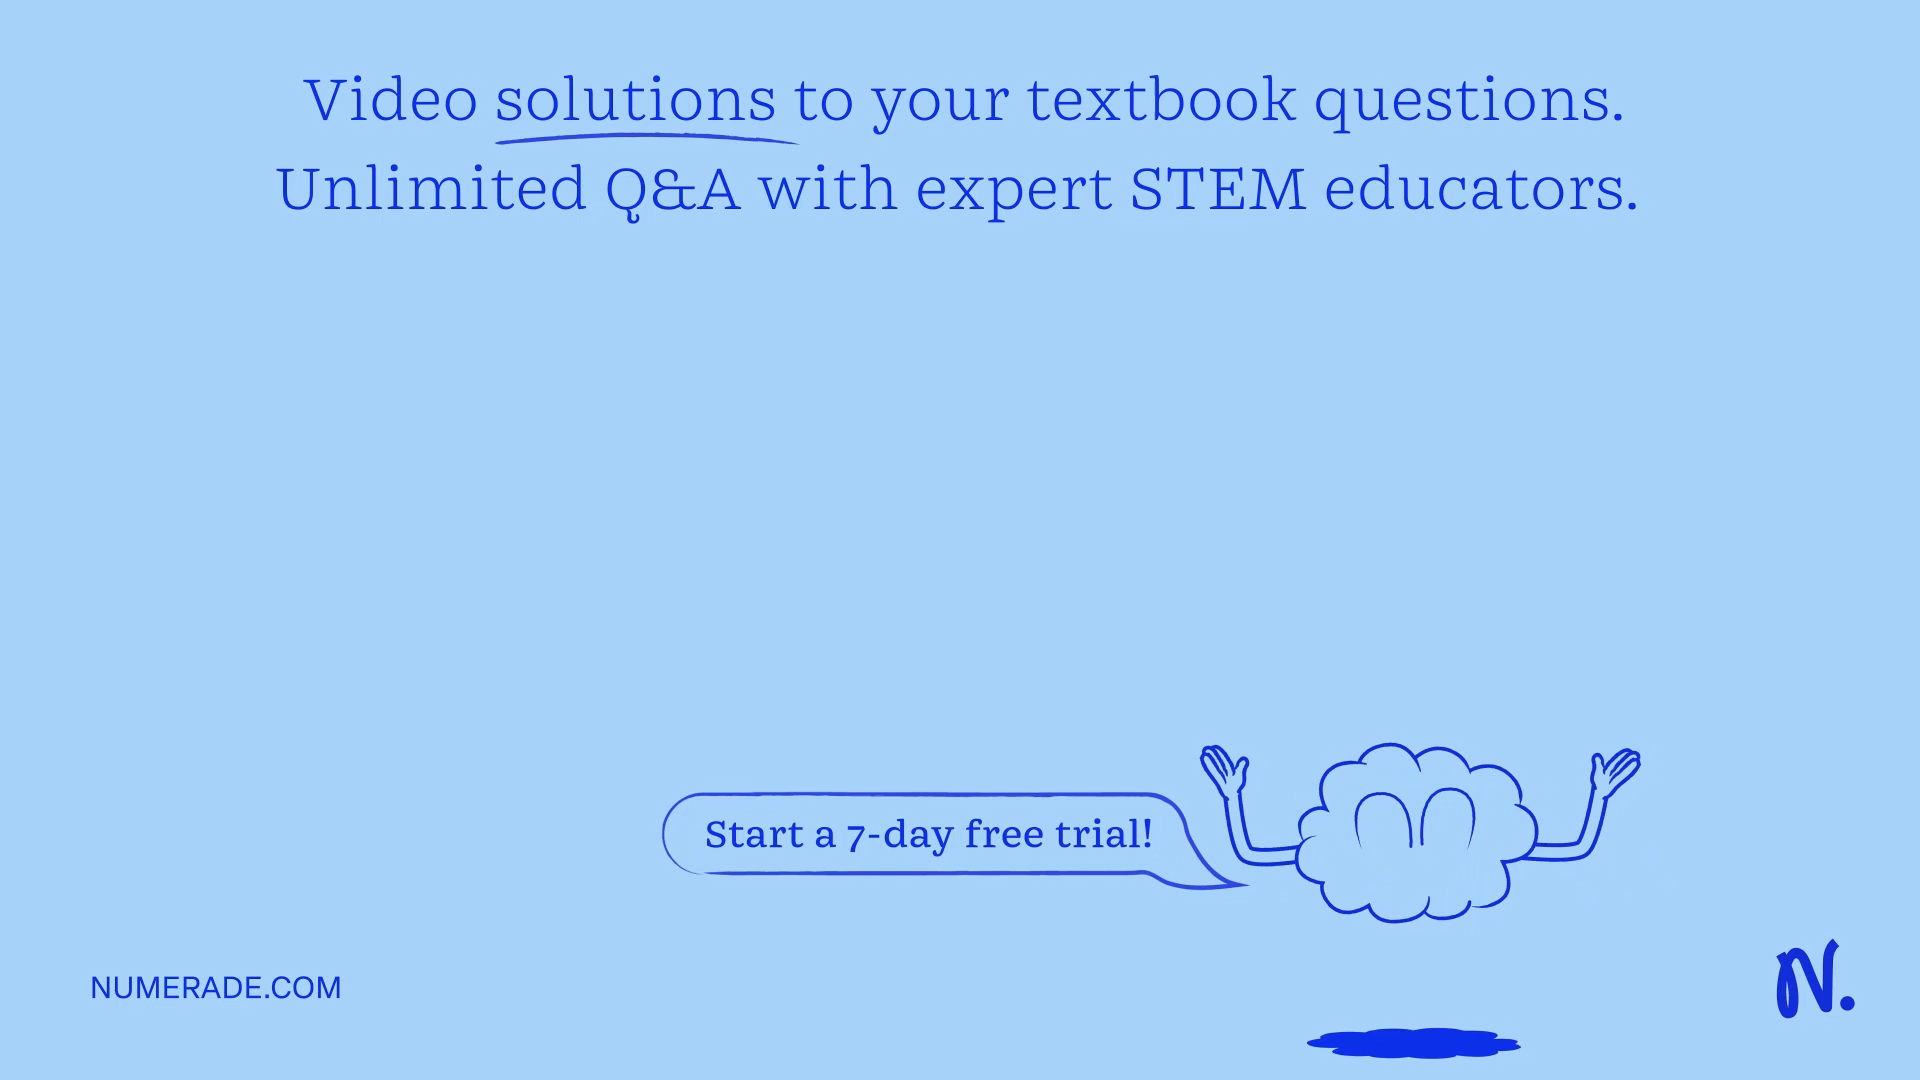 Video solutions to your textbook questions.
Unlimited Q&A with expert STEM educators.
Start a 7-day free trial!
NUMERADE.COM
N.